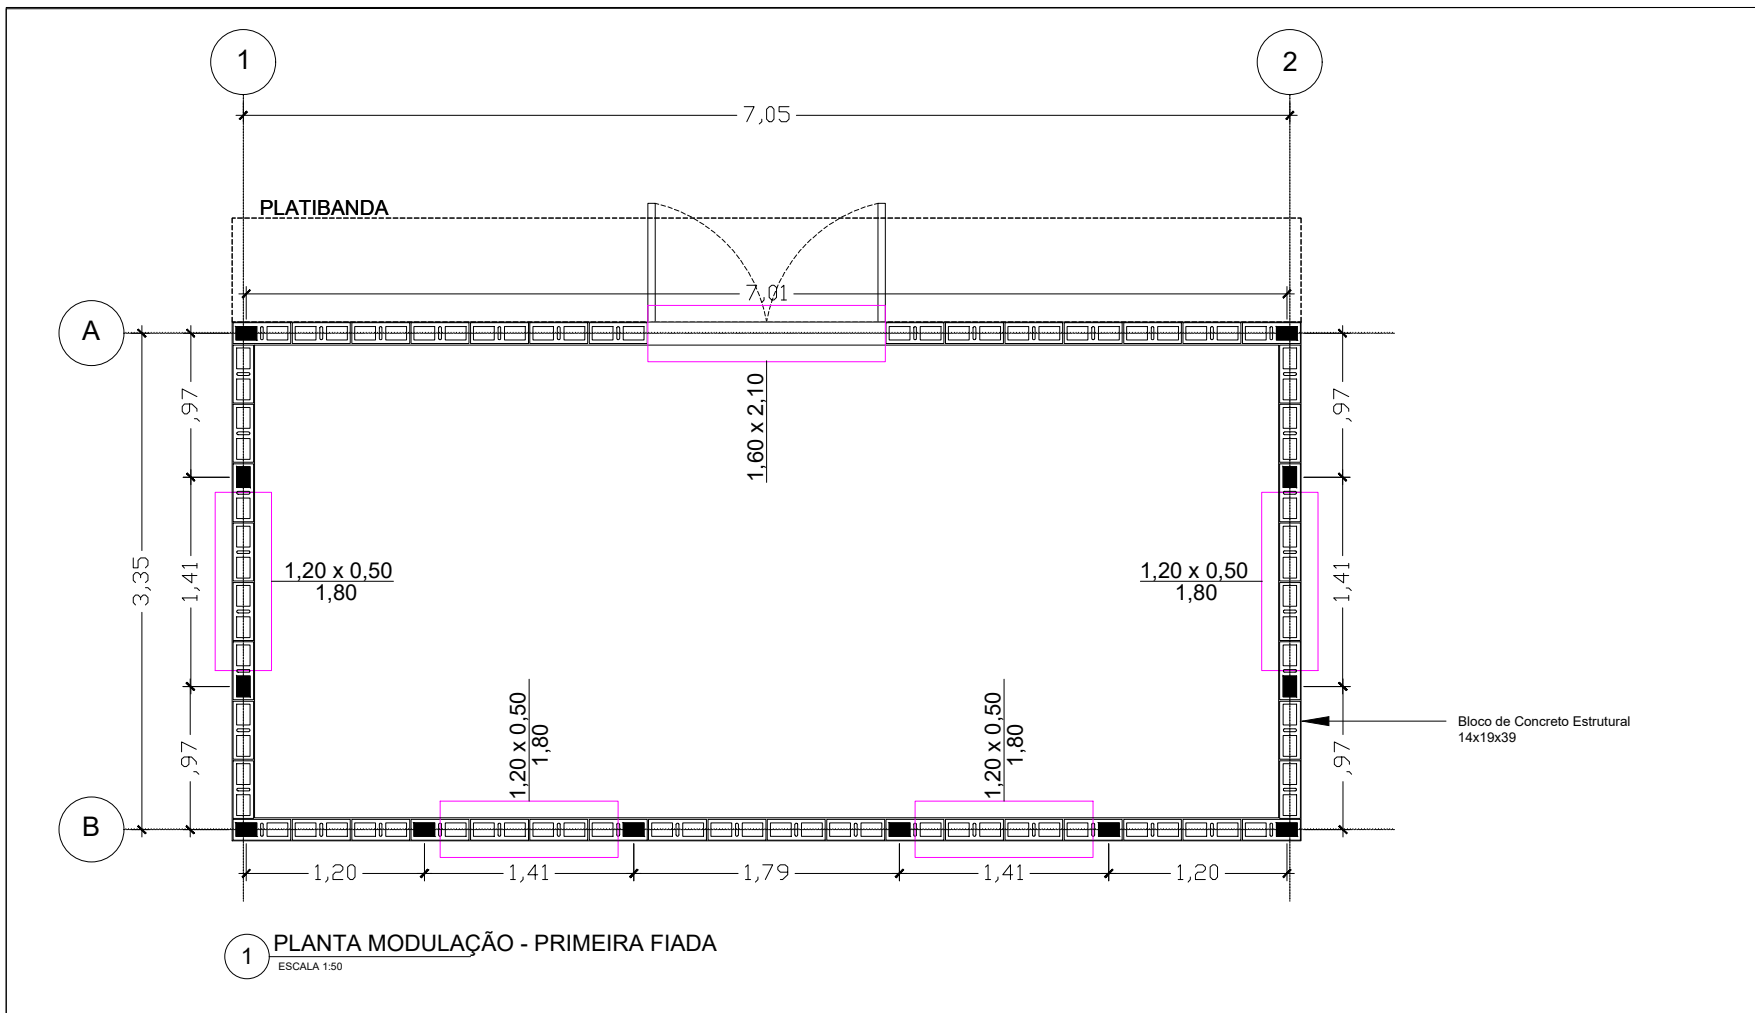 1
2
7,05
PLATIBANDA
7,01
A
,97
,97
1,60 x 2,10
3,35
1,41
1,20 x 0,50
1,80
1,20 x 0,50
1,80
1,41
1,20 x 0,50
1,80
1,20 x 0,50
1,80
Bloco de Concreto Estrutural
14x19x39
,97
,97
B
1,20
1,41
1,79
1,41
1,20
1
PLANTA MODULAÇÃO - PRIMEIRA FIADA
ESCALA 1:50